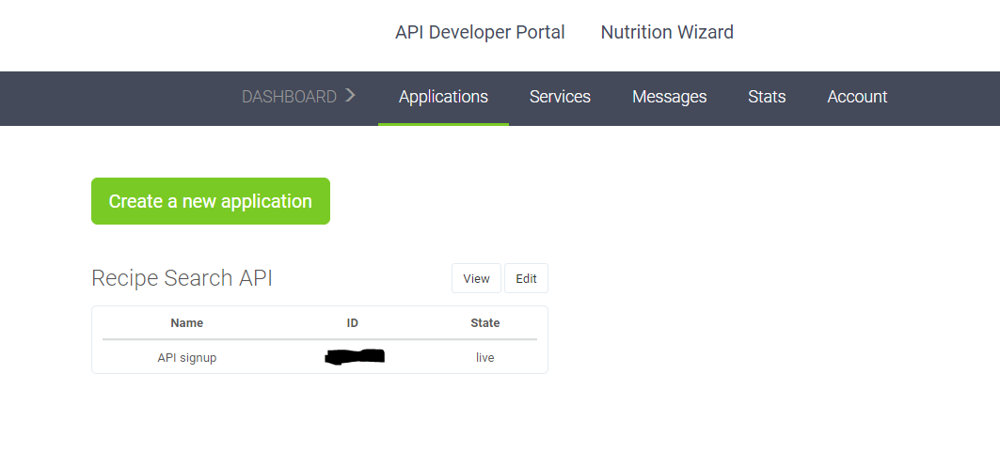 API Developer Portal Nutrition Wizard
DASHBOARD Applications Services Messages Stats Account
Create a new application
Recipe Search API View Edit
Name ID State
API signup live